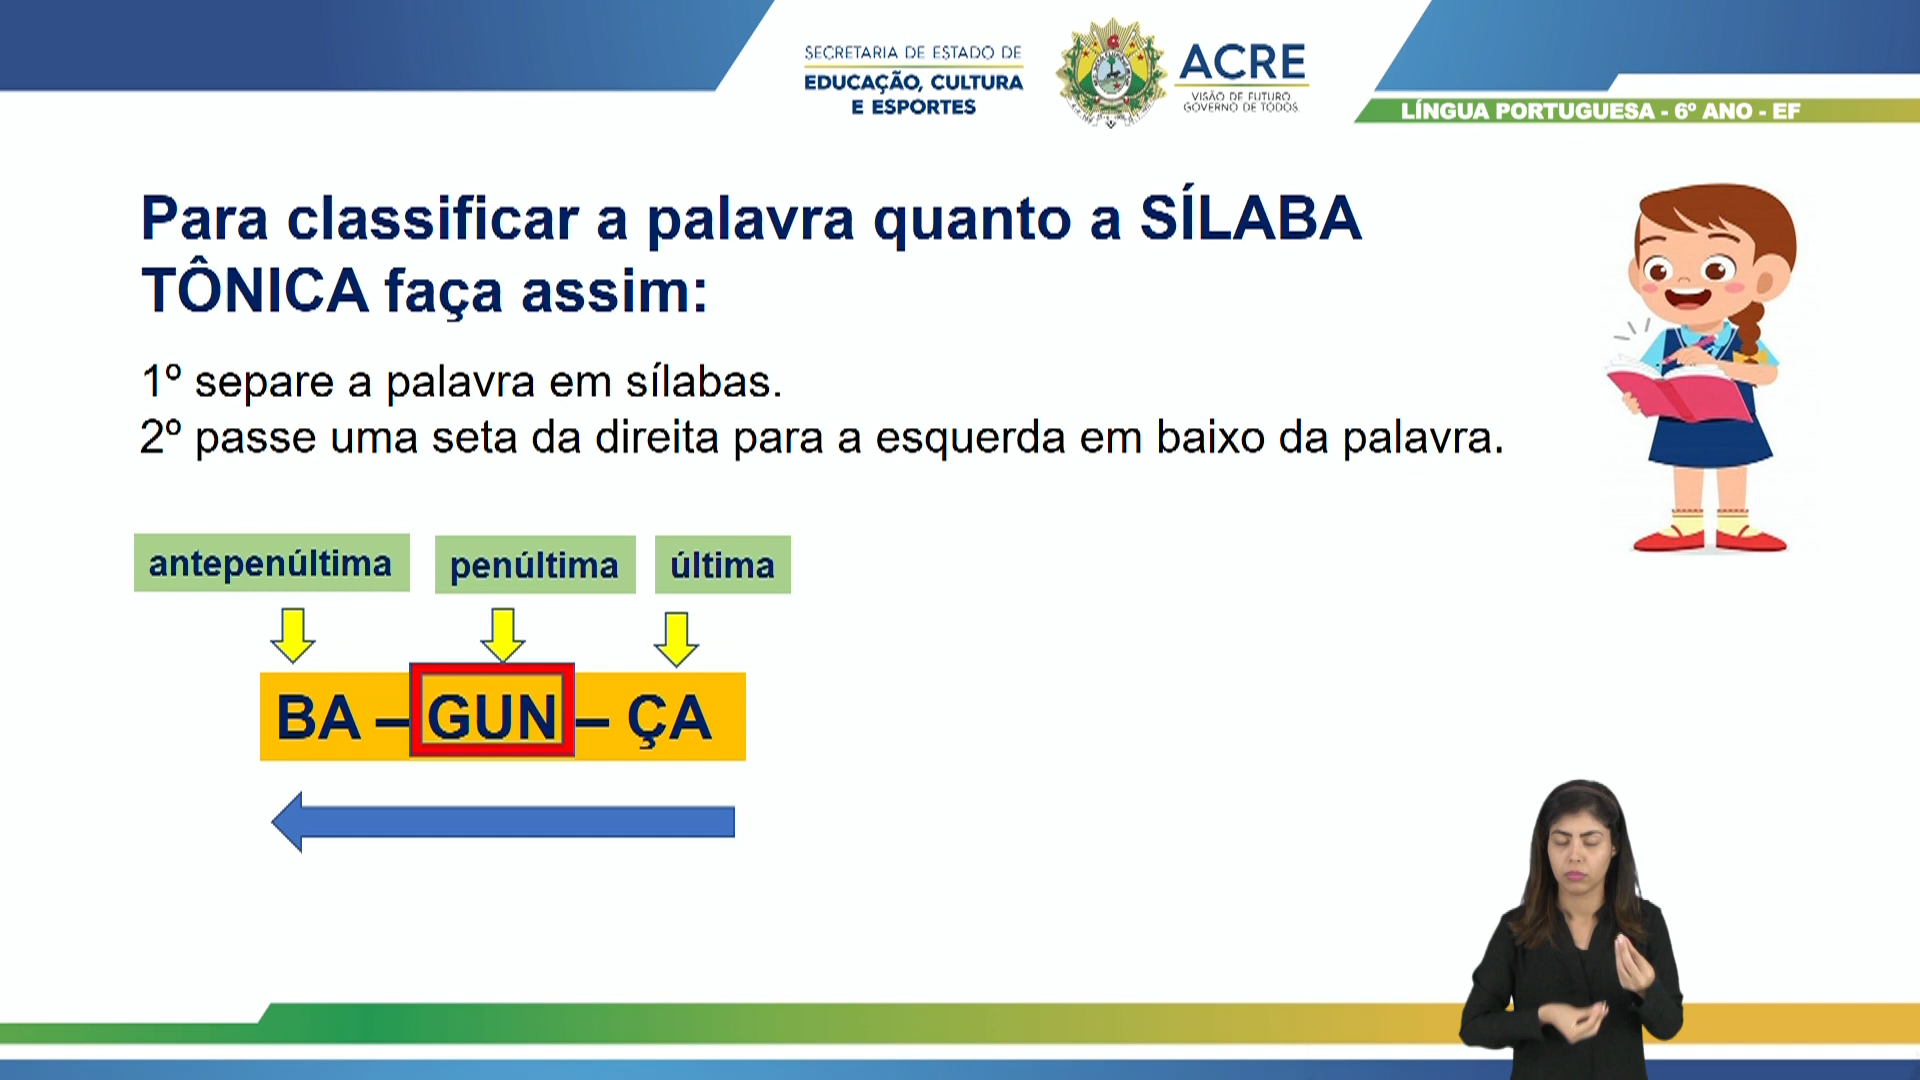 SECRETARIA DE ESTADO DE
EDUCAÇÃO, CULTURA
E ESPORTES
ACRE
VISÃO DE FUTURO.
GOVERNO DE TODOS.
LÍNGUA PORTUGUESA - 6º ANO - EF
Para classificar a palavra quanto a SÍLABA
TÔNICA faça assim:
1º separe a palavra em sílabas.
2º passe uma seta da direita para a esquerda em baixo da palavra.
antepenúltima penúltima última
BA – GUN – ÇA